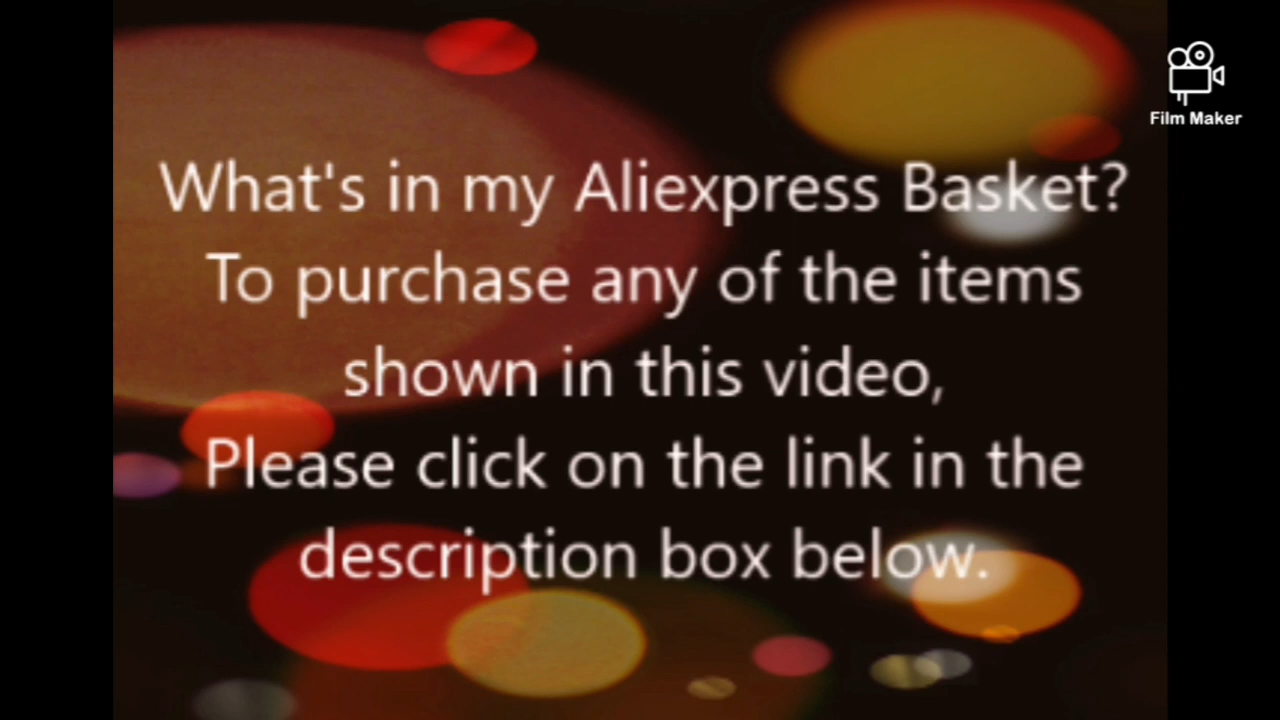 Film Maker
What's in my Aliexpress Basket?
To purchase any of the items
shown in this video,
Please click on the link in the
description box below.